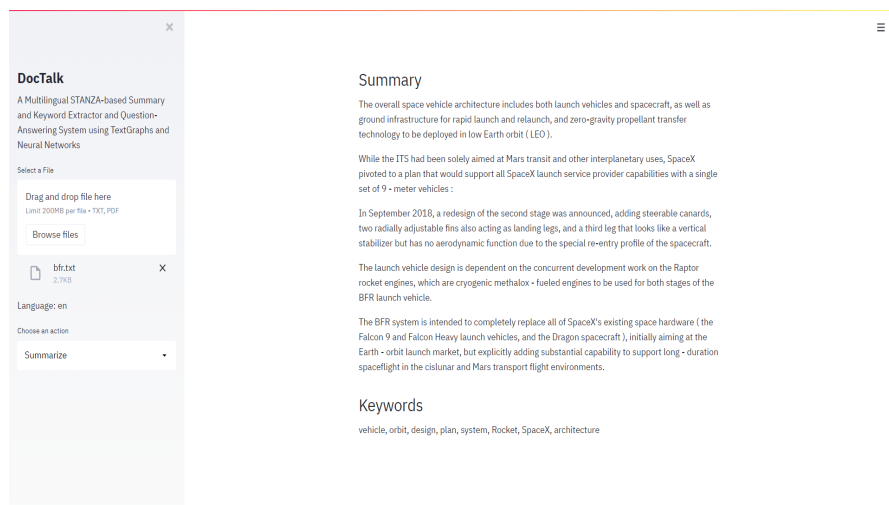 DocTalk
A Multilingual STANZA-based Summary
and Keyword Extractor and Question-
Answering System using TextGraphs and
Neural Networks
Select a File
Drag and drop file here
Limit 200MB per file • TXT, PDF
Browse files
bfr.txt
2.7KB
Language: en
Choose an action
Summarize
Summary
The overall space vehicle architecture includes both launch vehicles and spacecraft, as well as
ground infrastructure for rapid launch and relaunch, and zero-gravity propellant transfer
technology to be deployed in low Earth orbit ( LEO ).
While the ITS had been solely aimed at Mars transit and other interplanetary uses, SpaceX
pivoted to a plan that would support all SpaceX launch service provider capabilities with a single
set of 9 - meter vehicles :
In September 2018, a redesign of the second stage was announced, adding steerable canards,
two radially adjustable fins also acting as landing legs, and a third leg that looks like a vertical
stabilizer but has no aerodynamic function due to the special re-entry profile of the spacecraft.
The launch vehicle design is dependent on the concurrent development work on the Raptor
rocket engines, which are cryogenic methalox - fueled engines to be used for both stages of the
BFR launch vehicle.
The BFR system is intended to completely replace all of SpaceX's existing space hardware ( the
Falcon 9 and Falcon Heavy launch vehicles, and the Dragon spacecraft ), initially aiming at the
Earth - orbit launch market, but explicitly adding substantial capability to support long - duration
spaceflight in the cislunar and Mars transport flight environments.
Keywords
vehicle, orbit, design, plan, system, Rocket, SpaceX, architecture